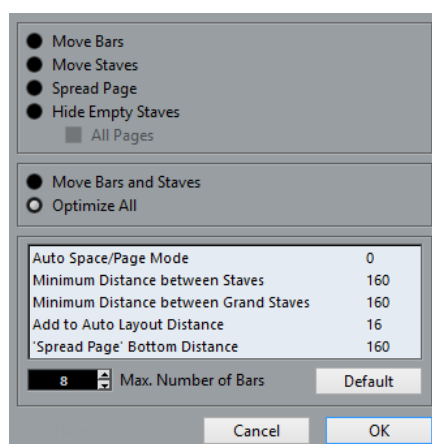 Move Bars
Move Staves
Spread Page
Hide Empty Staves
All Pages
Move Bars and Staves
Optimize All
Auto Space/Page Mode 0
Minimum Distance between Staves 160
Minimum Distance between Grand Staves 160
Add to Auto Layout Distance 16
'Spread Page' Bottom Distance 160
8 Max. Number of Bars Default
Cancel OK